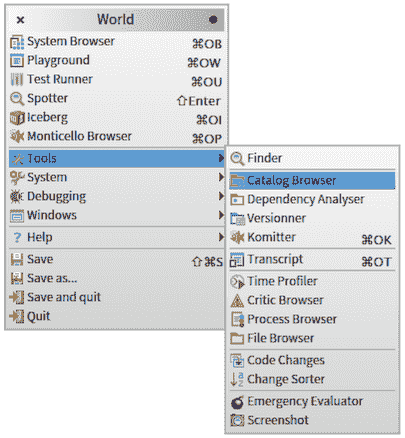 World
System Browser ⌘OB
Playground ⌘OW
Test Runner ⌘OU
Spotter ⇧Enter
Iceberg ⌘OI
Monticello Browser ⌘OP
Tools
System
Debugging
Windows
Help
Save ⇧⌘S
Save as...
Save and quit
Quit
Finder
Catalog Browser
Dependency Analyser
Versionner
Komitter ⌘OK
Transcript ⌘OT
Time Profiler
Critic Browser
Process Browser
File Browser
Code Changes
Change Sorter
Emergency Evaluator
Screenshot